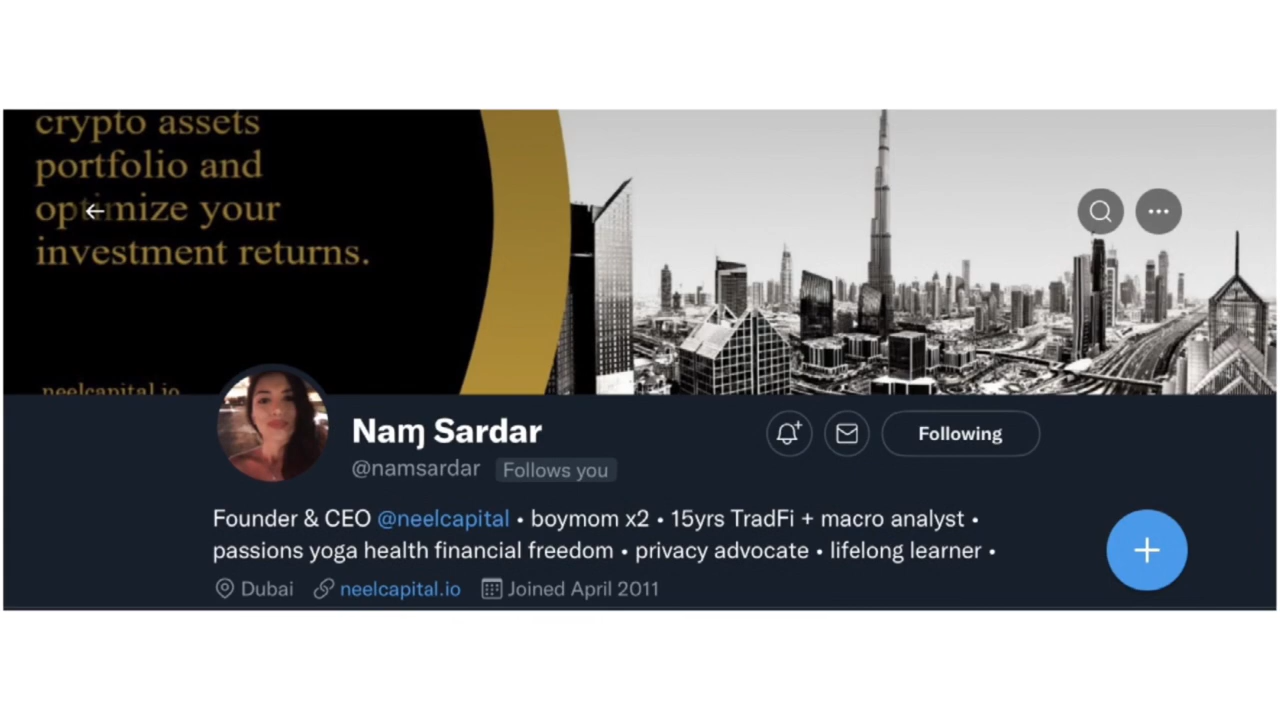 crypto assets
portfolio and
optimize your
investment returns.
neelcapital.io
Naɱ Sardar
Following
@namsardar Follows you
Founder & CEO @neelcapital • boymom x2 • 15yrs TradFi + macro analyst •
passions yoga health financial freedom • privacy advocate • lifelong learner •
Dubai neelcapital.io Joined April 2011